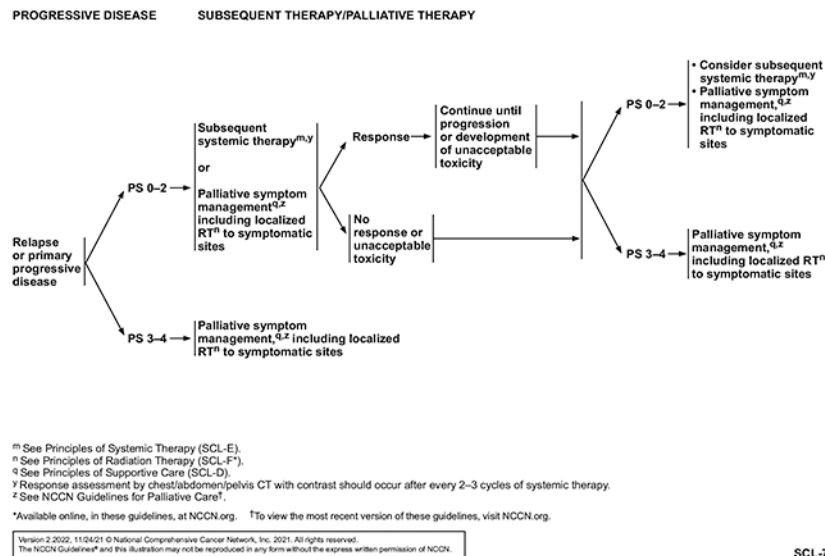 PROGRESSIVE DISEASE
SUBSEQUENT THERAPY/PALLIATIVE THERAPY
Relapse
or primary
progressive
disease
PS 0–2
Subsequent
systemic therapym,y
or
Palliative symptom
managementq,z
including localized
RTn to symptomatic
sites
Response
Continue until
progression
or development
of unacceptable
toxicity
No
response or
unacceptable
toxicity
PS 0–2
• Consider subsequent
systemic therapym,y
• Palliative symptom
management,q,z
including localized
RTn to symptomatic
sites
PS 3–4
Palliative symptom
management,q,z
including localized RTn
to symptomatic sites
PS 3–4
Palliative symptom
management,q,z including localized
RTn to symptomatic sites
m See Principles of Systemic Therapy (SCL-E).
n See Principles of Radiation Therapy (SCL-F*).
q See Principles of Supportive Care (SCL-D).
y Response assessment by chest/abdomen/pelvis CT with contrast should occur after every 2–3 cycles of systemic therapy.
z See NCCN Guidelines for Palliative Care†.
*Available online, in these guidelines, at NCCN.org. †To view the most recent version of these guidelines, visit NCCN.org.
Version 2.2022, 11/24/21 © National Comprehensive Cancer Network, Inc. 2021. All rights reserved.
The NCCN Guidelines® and this illustration may not be reproduced in any form without the express written permission of NCCN.